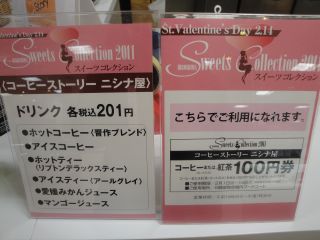 Sweets Collection 2011
スイーツコレクション
〈コーヒーストーリー ニシナ屋〉
ドリンク 各税込201円
●ホットコーヒー〈習作ブレンド〉
●アイスコーヒー
●ホットティー
(リプトンデラックスティー)
●アイスティー〈アールグレイ〉
●愛媛みかんジュース
●マンゴージュース
St.Valentine's Day 2.14
Sweets Collection 2011
スイーツコレクション
こちらでご利用になれます。
Sweets Collection 2011
コーヒーストーリー ニシナ屋
コーヒーまたは紅茶 100円券